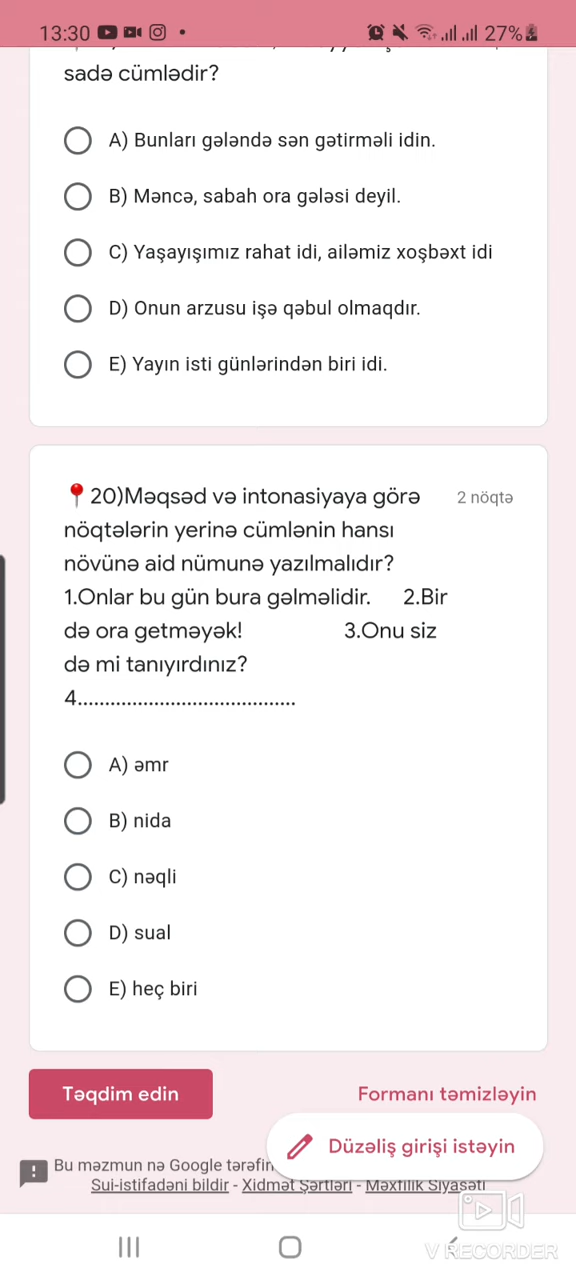 13:30
27%
sadə cümlədir?
A) Bunları gələndə sən gətirməli idin.
B) Məncə, sabah ora gələsi deyil.
C) Yaşayışımız rahat idi, ailəmiz xoşbəxt idi
D) Onun arzusu işə qəbul olmaqdır.
E) Yayın isti günlərindən biri idi.
20)Məqsəd və intonasiyaya görə 2 nöqtə
nöqtələrin yerinə cümlənin hansı
növünə aid nümunə yazılmalıdır?
1.Onlar bu gün bura gəlməlidir. 2.Bir
də ora getməyək! 3.Onu siz
də mi tanıyırdınız?
4........................................
A) əmr
B) nida
C) nəqli
D) sual
E) heç biri
Təqdim edin Formanı təmizləyin
Düzəliş girişi istəyin
Bu məzmun nə Google tərəfin
Sui-istifadəni bildir - Xidmət Şərtləri - Məxfilik Siyasəti
V RECORDER